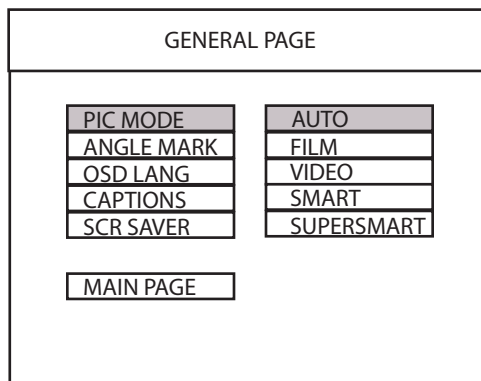 GENERAL PAGE
PIC MODE
ANGLE MARK
OSD LANG
CAPTIONS
SCR SAVER
MAIN PAGE
AUTO
FILM
VIDEO
SMART
SUPERSMART